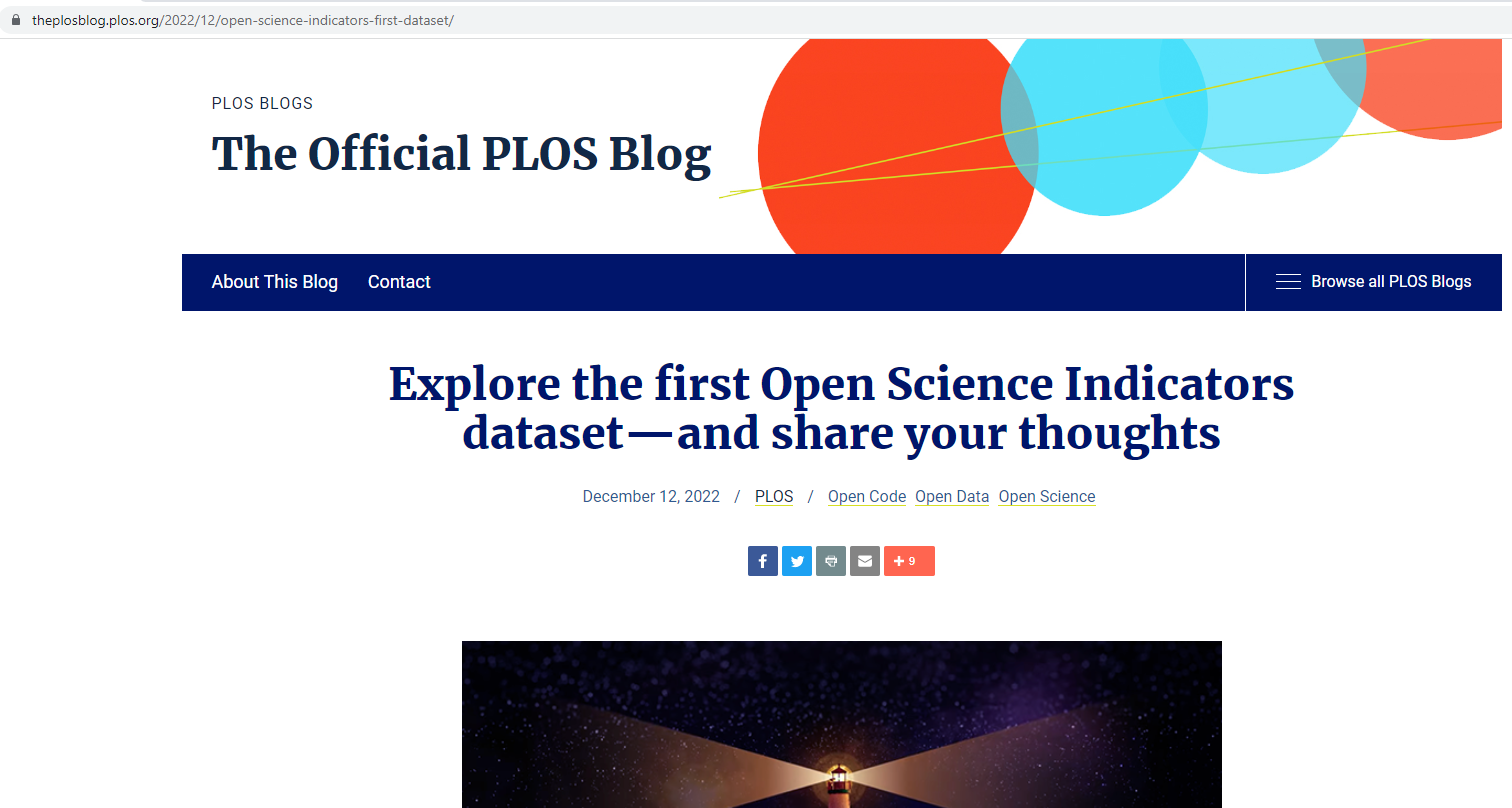 theplosblog.plos.org/2022/12/open-science-indicators-first-dataset/
PLOS BLOGS
The Official PLOS Blog
About This Blog Contact Browse all PLOS Blogs
Explore the first Open Science Indicators
dataset—and share your thoughts
December 12, 2022 / PLOS / Open Code Open Data Open Science
9